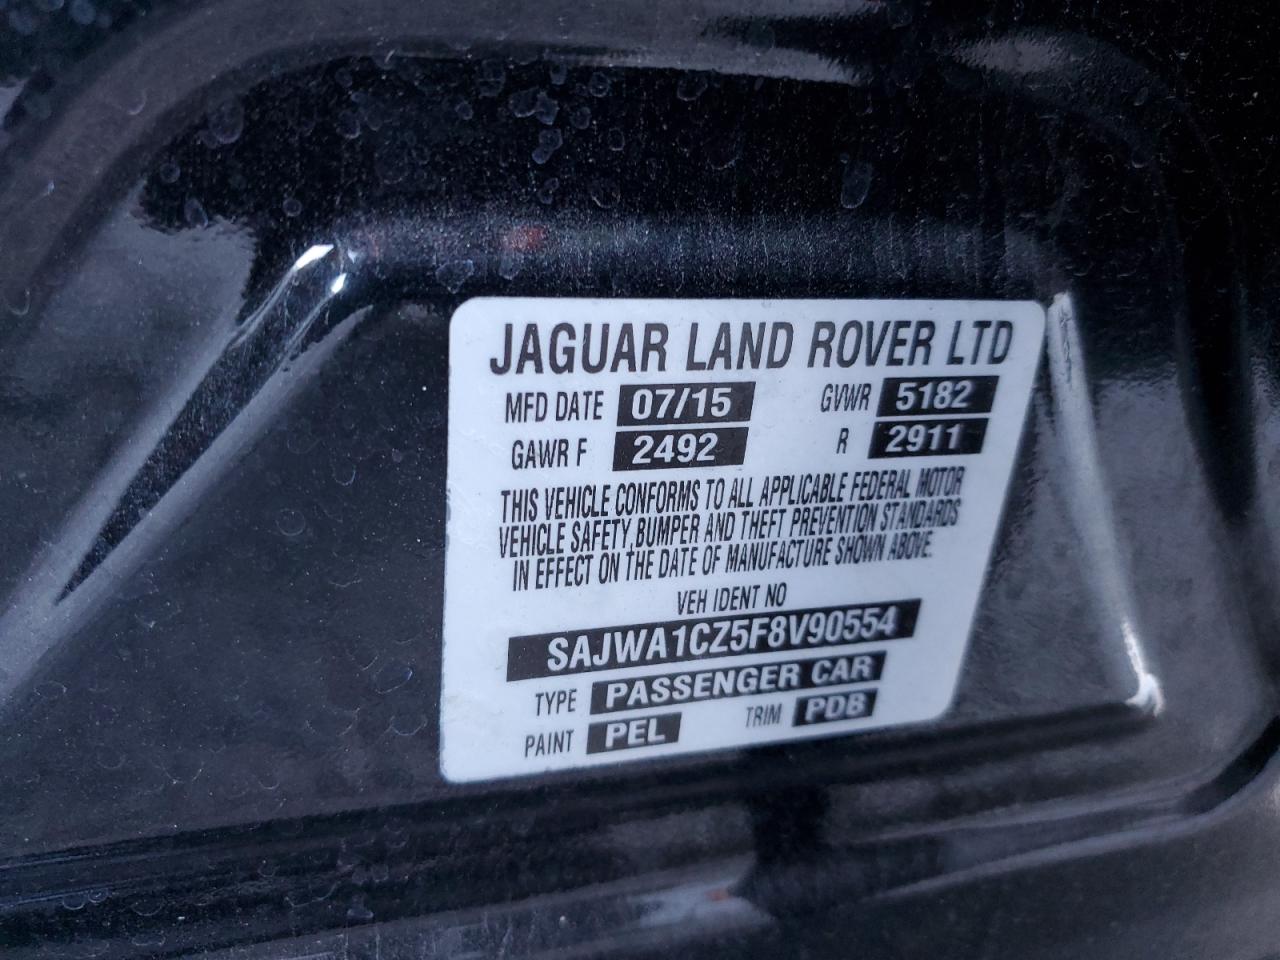 JAGUAR LAND ROVER LTD
MFD DATE 07/15 GVWR 5182
GAWR F 2492 R 2911
THIS VEHICLE CONFORMS TO ALL APPLICABLE FEDERAL MOTOR
VEHICLE SAFETY, BUMPER AND THEFT PREVENTION STANDARDS
IN EFFECT ON THE DATE OF MANUFACTURE SHOWN ABOVE.
VEH IDENT NO
SAJWA1CZ5F8V90554
TYPE PASSENGER CAR
PAINT PEL TRIM PDB